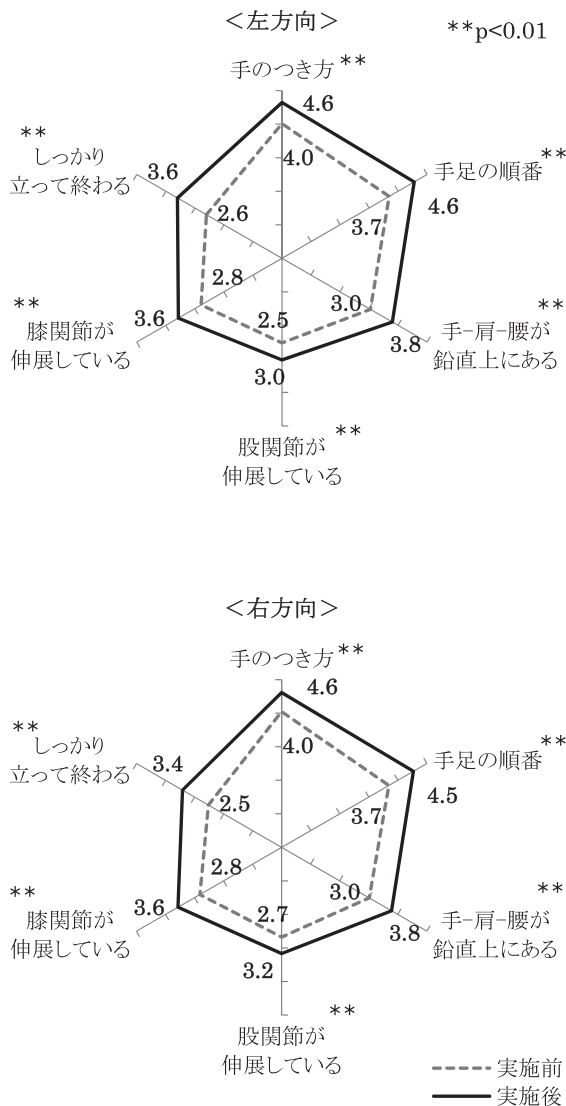 ＜左方向＞
**p<0.01
手のつき方**
4.6
4.0
**
しっかり
立って終わる
3.6
2.6
手足の順番**
4.6
3.7
**
膝関節が
伸展している
3.6
2.8
**
手-肩-腰が
鉛直上にある
3.8
3.0
2.5
3.0
**
股関節が
伸展している
＜右方向＞
手のつき方**
4.6
4.0
**
しっかり
立って終わる
3.4
2.5
手足の順番**
4.5
3.7
**
膝関節が
伸展している
3.6
2.8
**
手-肩-腰が
鉛直上にある
3.8
3.0
2.7
3.2
**
股関節が
伸展している
実施前
実施後